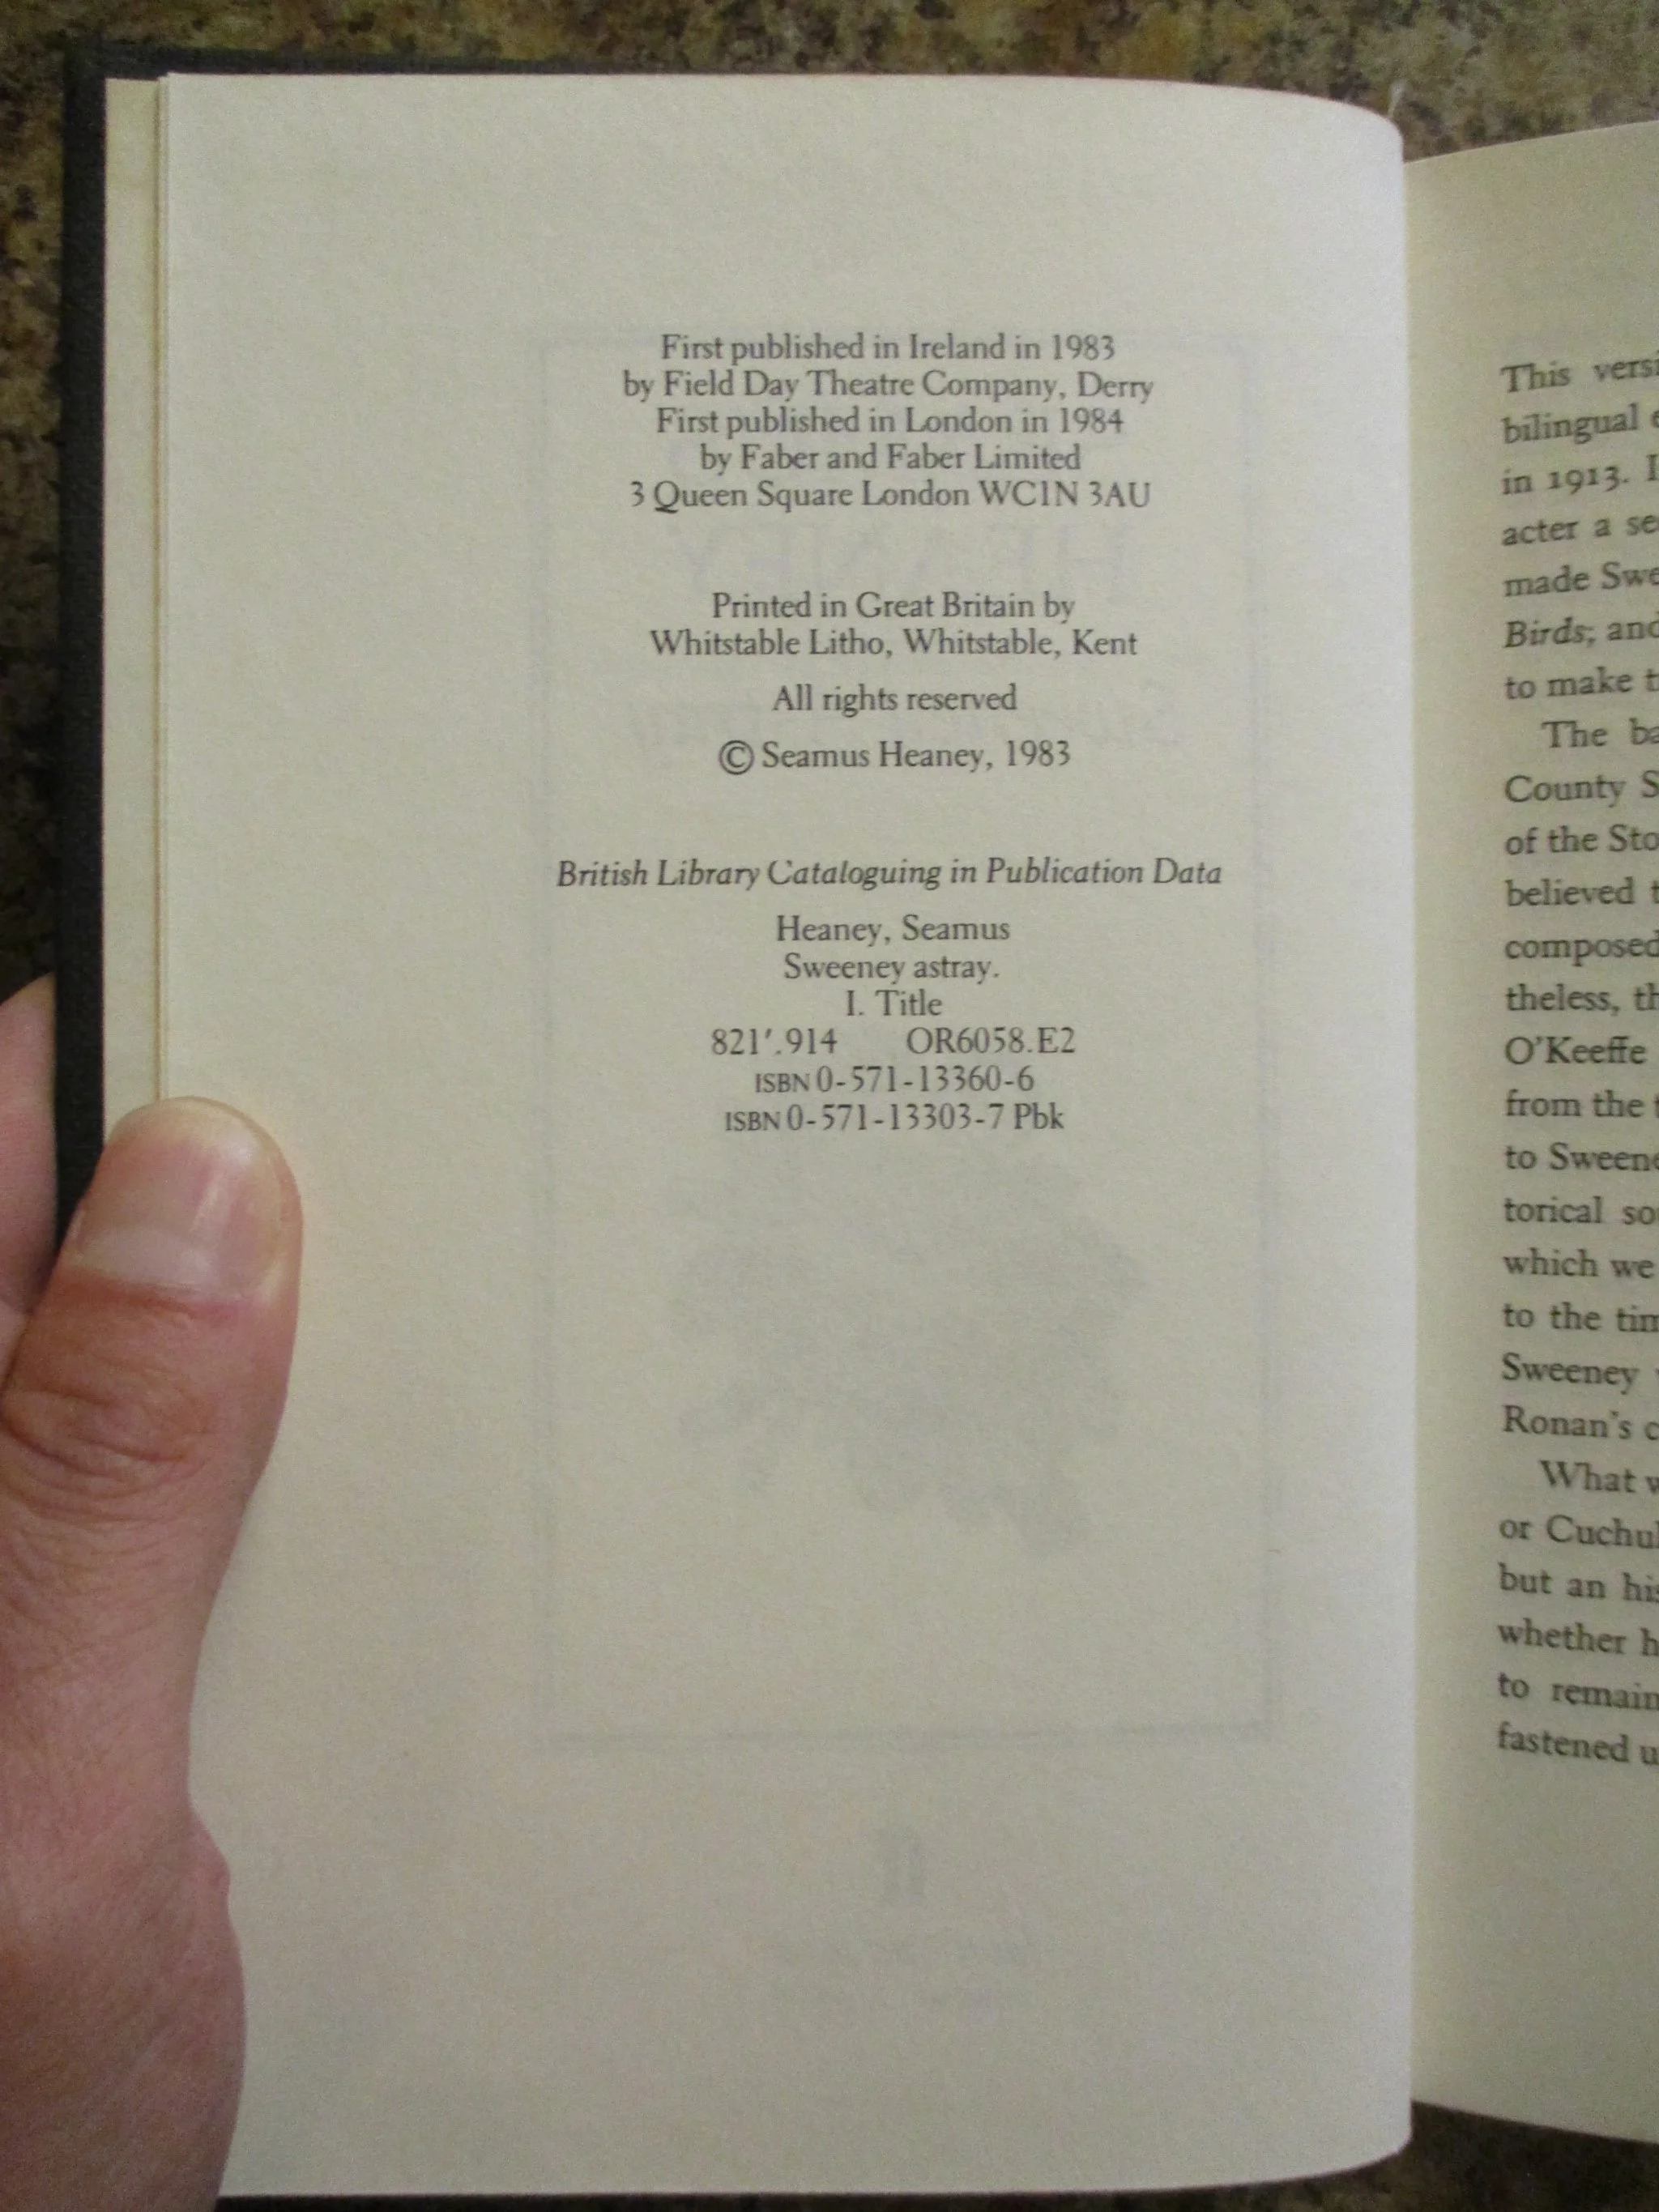 First published in Ireland in 1983
by Field Day Theatre Company, Derry
First published in London in 1984
by Faber and Faber Limited
3 Queen Square London WC1N 3AU
Printed in Great Britain by
Whitstable Litho, Whitstable, Kent
All rights reserved
© Seamus Heaney, 1983
British Library Cataloguing in Publication Data
Heaney, Seamus
Sweeney astray.
I. Title
821'.914 OR6058.E2
ISBN 0-571-13360-6
ISBN 0-571-13303-7 Pbk
This
bilingual
in 1913.
acter a
made
Birds, and
to make
The
County
of the
believed
composed
theless,
O'Keeffe
from the
to
torical
which we
to the
Sweeney
Ronan's
What
or
but an
whether
to remain
fastened